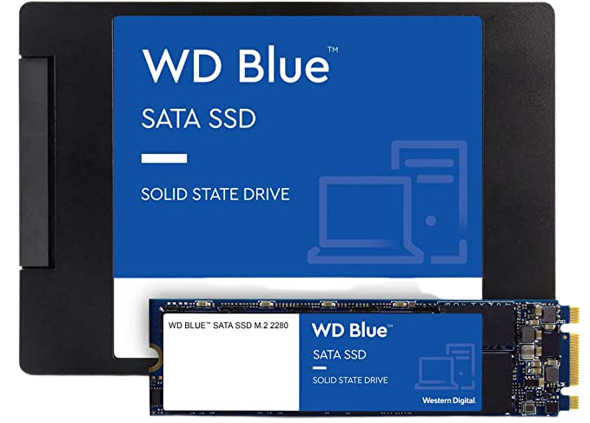 WD Blue™
SATA SSD
SOLID STATE DRIVE
WD BLUE™ SATA SSD M.2 2280
WD Blue™
SATA SSD
SOLID STATE DRIVE
Western Digital